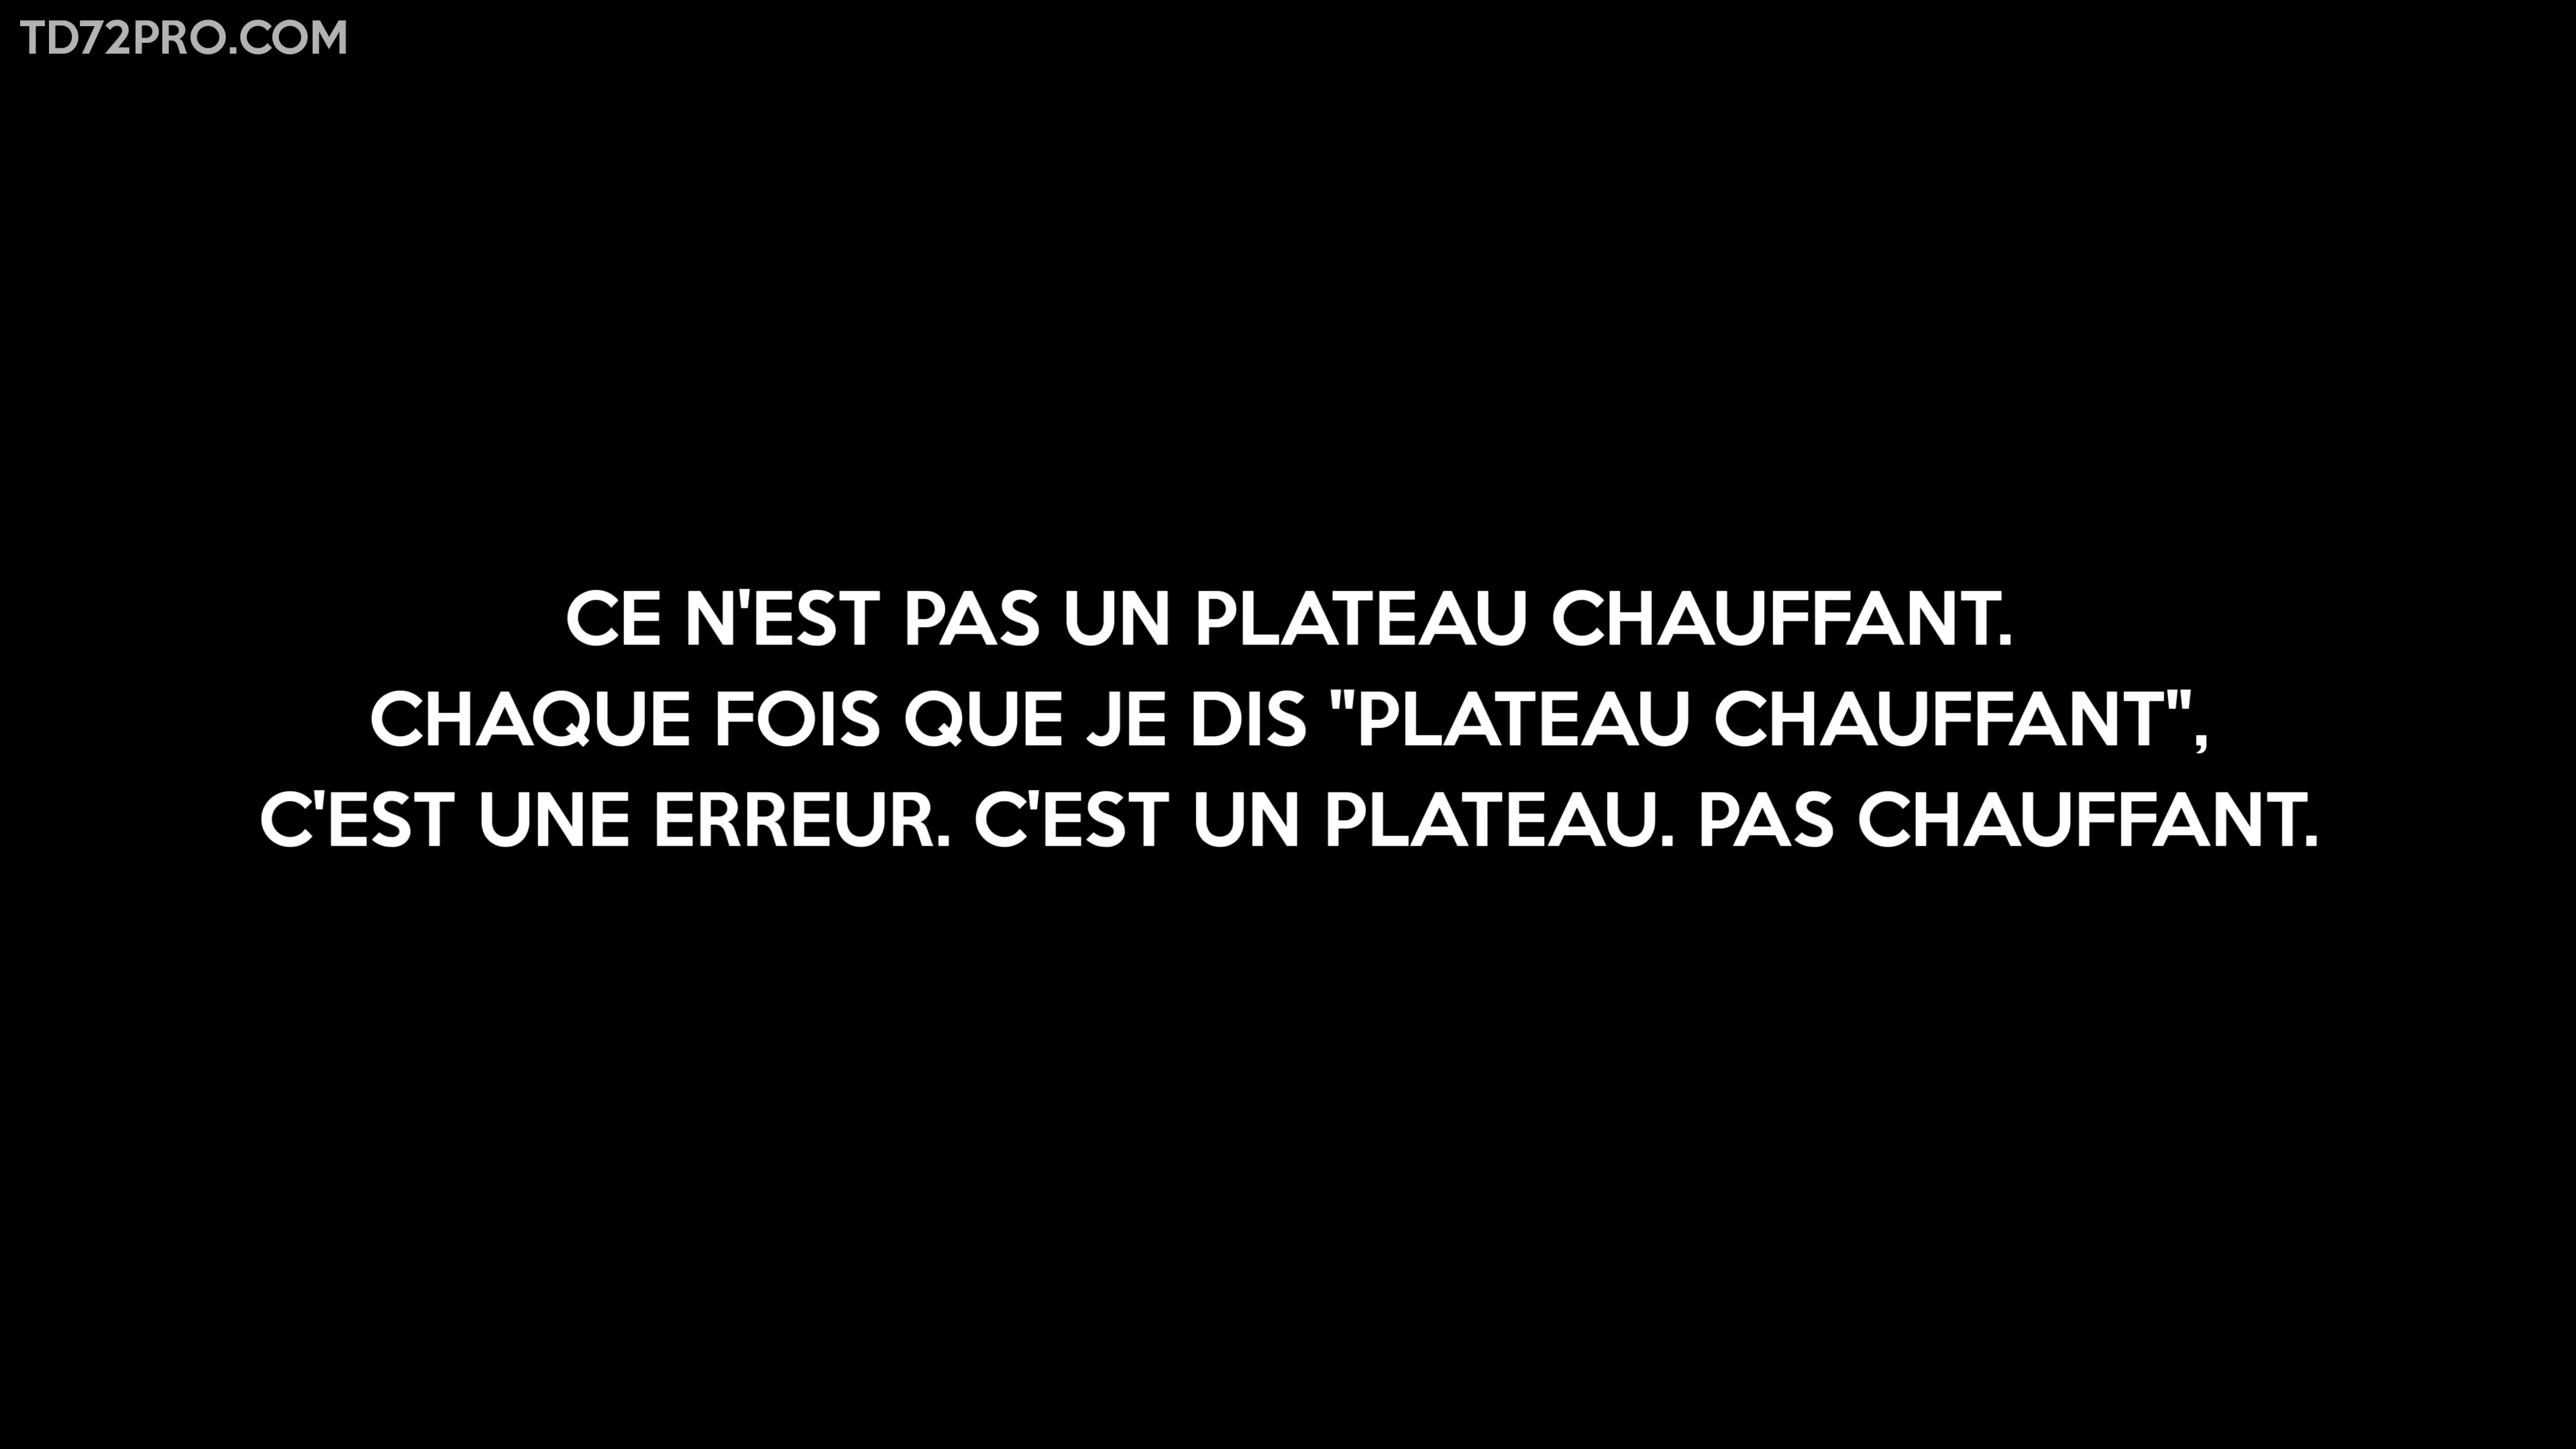 TD72PRO.COM
CE N'EST PAS UN PLATEAU CHAUFFANT.
CHAQUE FOIS QUE JE DIS "PLATEAU CHAUFFANT",
C'EST UNE ERREUR. C'EST UN PLATEAU. PAS CHAUFFANT.